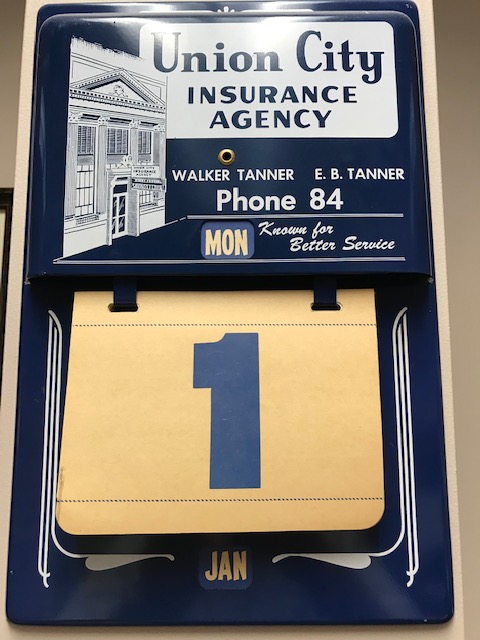 Union City
INSURANCE
AGENCY
WALKER TANNER E. B. TANNER
Phone 84
Known for
Better Service
MON
1
JAN